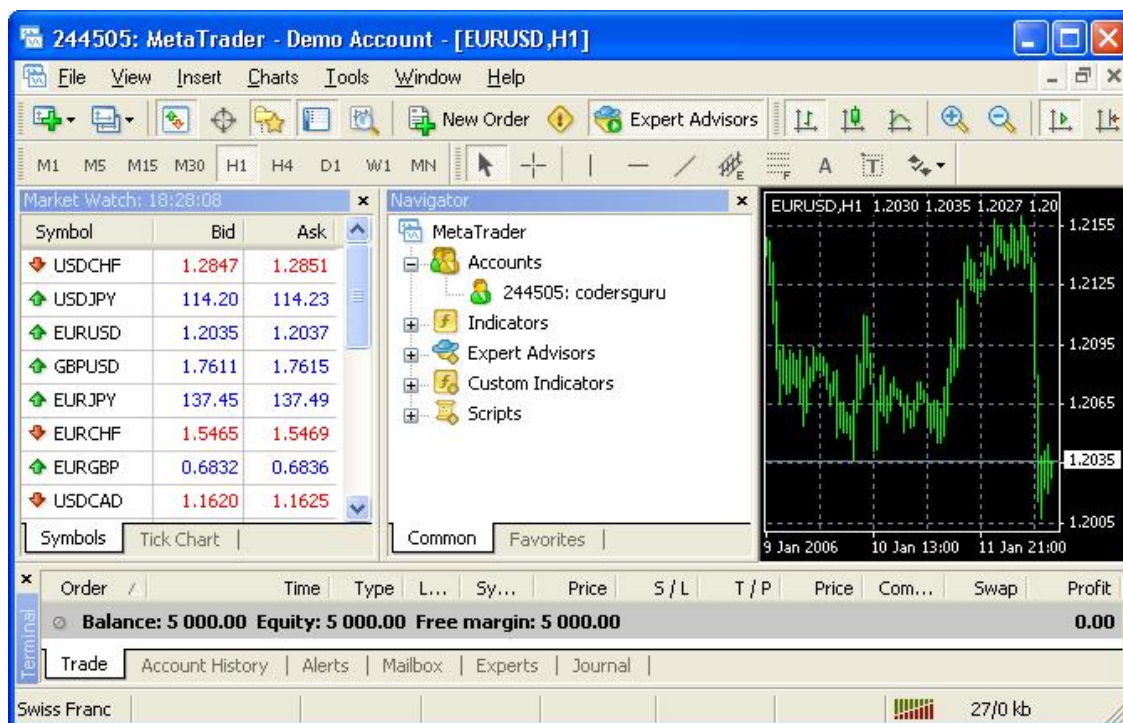 244505: MetaTrader - Demo Account - [EURUSD,H1]
File View Insert Charts Tools Window Help
New Order Expert Advisors
M1 M5 M15 M30 H1 H4 D1 W1 MN E F A T
Market Watch: 18:28:08
Symbol Bid Ask
USDCHF 1.2847 1.2851
USDJPY 114.20 114.23
EURUSD 1.2035 1.2037
GBPUSD 1.7611 1.7615
EURJPY 137.45 137.49
EURCHF 1.5465 1.5469
EURGBP 0.6832 0.6836
USDCAD 1.1620 1.1625
Symbols Tick Chart
Navigator
MetaTrader
Accounts
244505: codersguru
Indicators
Expert Advisors
Custom Indicators
Scripts
Common Favorites
EURUSD,H1 1.2030 1.2035 1.2027 1.20
1.2155
1.2125
1.2095
1.2065
1.2035
1.2005
9 Jan 2006 10 Jan 13:00 11 Jan 21:00
Order / Time Type L... Sy... Price S / L T / P Price Com... Swap Profit
Balance: 5 000.00 Equity: 5 000.00 Free margin: 5 000.00 0.00
Terminal
Trade Account History Alerts Mailbox Experts Journal
Swiss Franc 27/0 kb